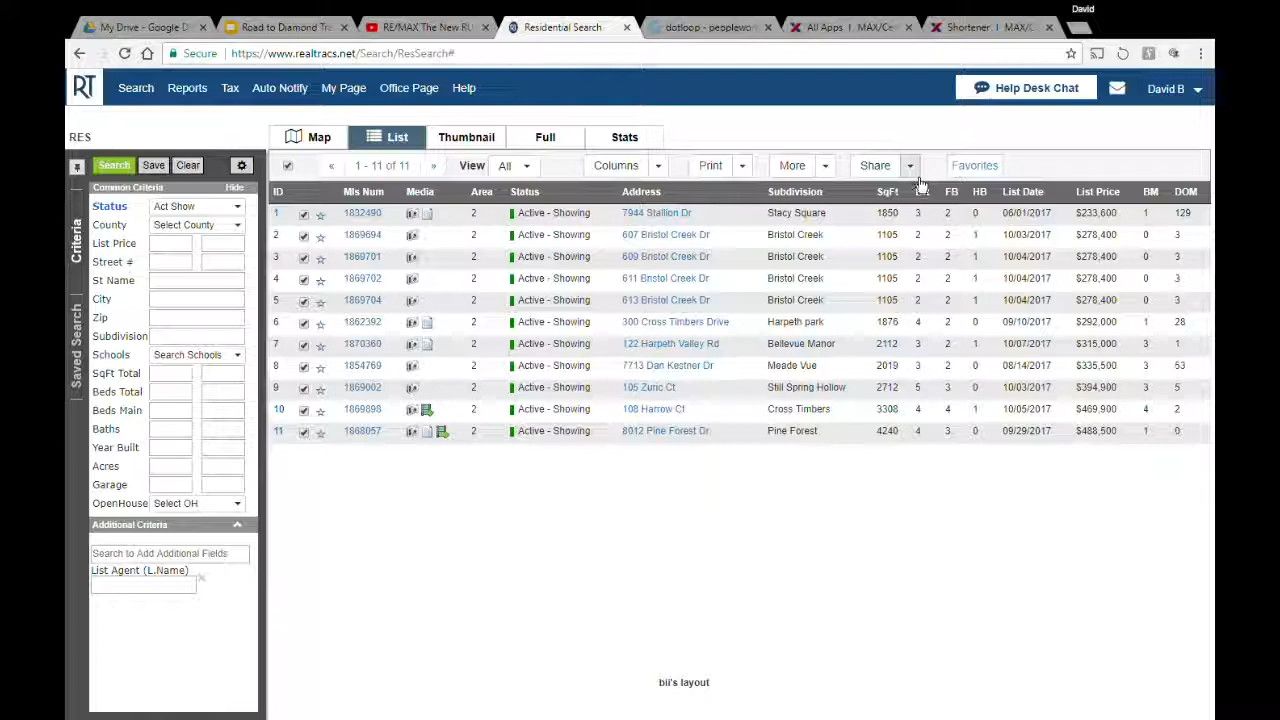 David
My Drive - Google D
Road to Diamond Tra
RE/MAX The New RU
Residential Search
dotloop - peoplewor
All Apps | MAX/Ce
Shortener | MAX/C
Secure https://www.realtracs.net/Search/ResSearch#
RT Search Reports Tax Auto Notify My Page Office Page Help Help Desk Chat David B
RES Map List Thumbnail Full Stats
Search Save Clear
« 1 - 11 of 11 » View All Columns Print More Share Favorites
Common Criteria Hide
Status Act Show
County Select County
List Price
Street #
St Name
City
Zip
Subdivision
Schools Search Schools
SqFt Total
Beds Total
Beds Main
Baths
Year Built
Acres
Garage
OpenHouse Select OH
Additional Criteria
Search to Add Additional Fields
List Agent (L.Name)
Criteria
Saved Search
ID Mls Num Media Area Status Address Subdivision SqFt FB HB List Date List Price BM DOM
1 1832490 2 Active - Showing 7944 Stallion Dr Stacy Square 1850 3 2 0 06/01/2017 $233,600 1 129
2 1869694 2 Active - Showing 607 Bristol Creek Dr Bristol Creek 1105 2 2 1 10/03/2017 $278,400 0 3
3 1869701 2 Active - Showing 609 Bristol Creek Dr Bristol Creek 1105 2 2 1 10/04/2017 $278,400 0 3
4 1869702 2 Active - Showing 611 Bristol Creek Dr Bristol Creek 1105 2 2 1 10/04/2017 $278,400 0 3
5 1869704 2 Active - Showing 613 Bristol Creek Dr Bristol Creek 1105 2 2 1 10/04/2017 $278,400 0 3
6 1862392 2 Active - Showing 300 Cross Timbers Drive Harpeth park 1876 4 2 0 09/10/2017 $292,000 1 28
7 1870360 2 Active - Showing 122 Harpeth Valley Rd Bellevue Manor 2112 3 2 1 10/07/2017 $315,000 3 1
8 1854769 2 Active - Showing 7713 Dan Kestner Dr Meade Vue 2019 3 2 0 08/14/2017 $335,500 3 53
9 1869002 2 Active - Showing 105 Zuric Ct Still Spring Hollow 2712 5 3 0 10/03/2017 $394,900 3 5
10 1869898 2 Active - Showing 108 Harrow Ct Cross Timbers 3308 4 4 1 10/05/2017 $469,900 4 2
11 1868057 2 Active - Showing 8012 Pine Forest Dr Pine Forest 4240 4 3 0 09/29/2017 $488,500 1 0
bii's layout